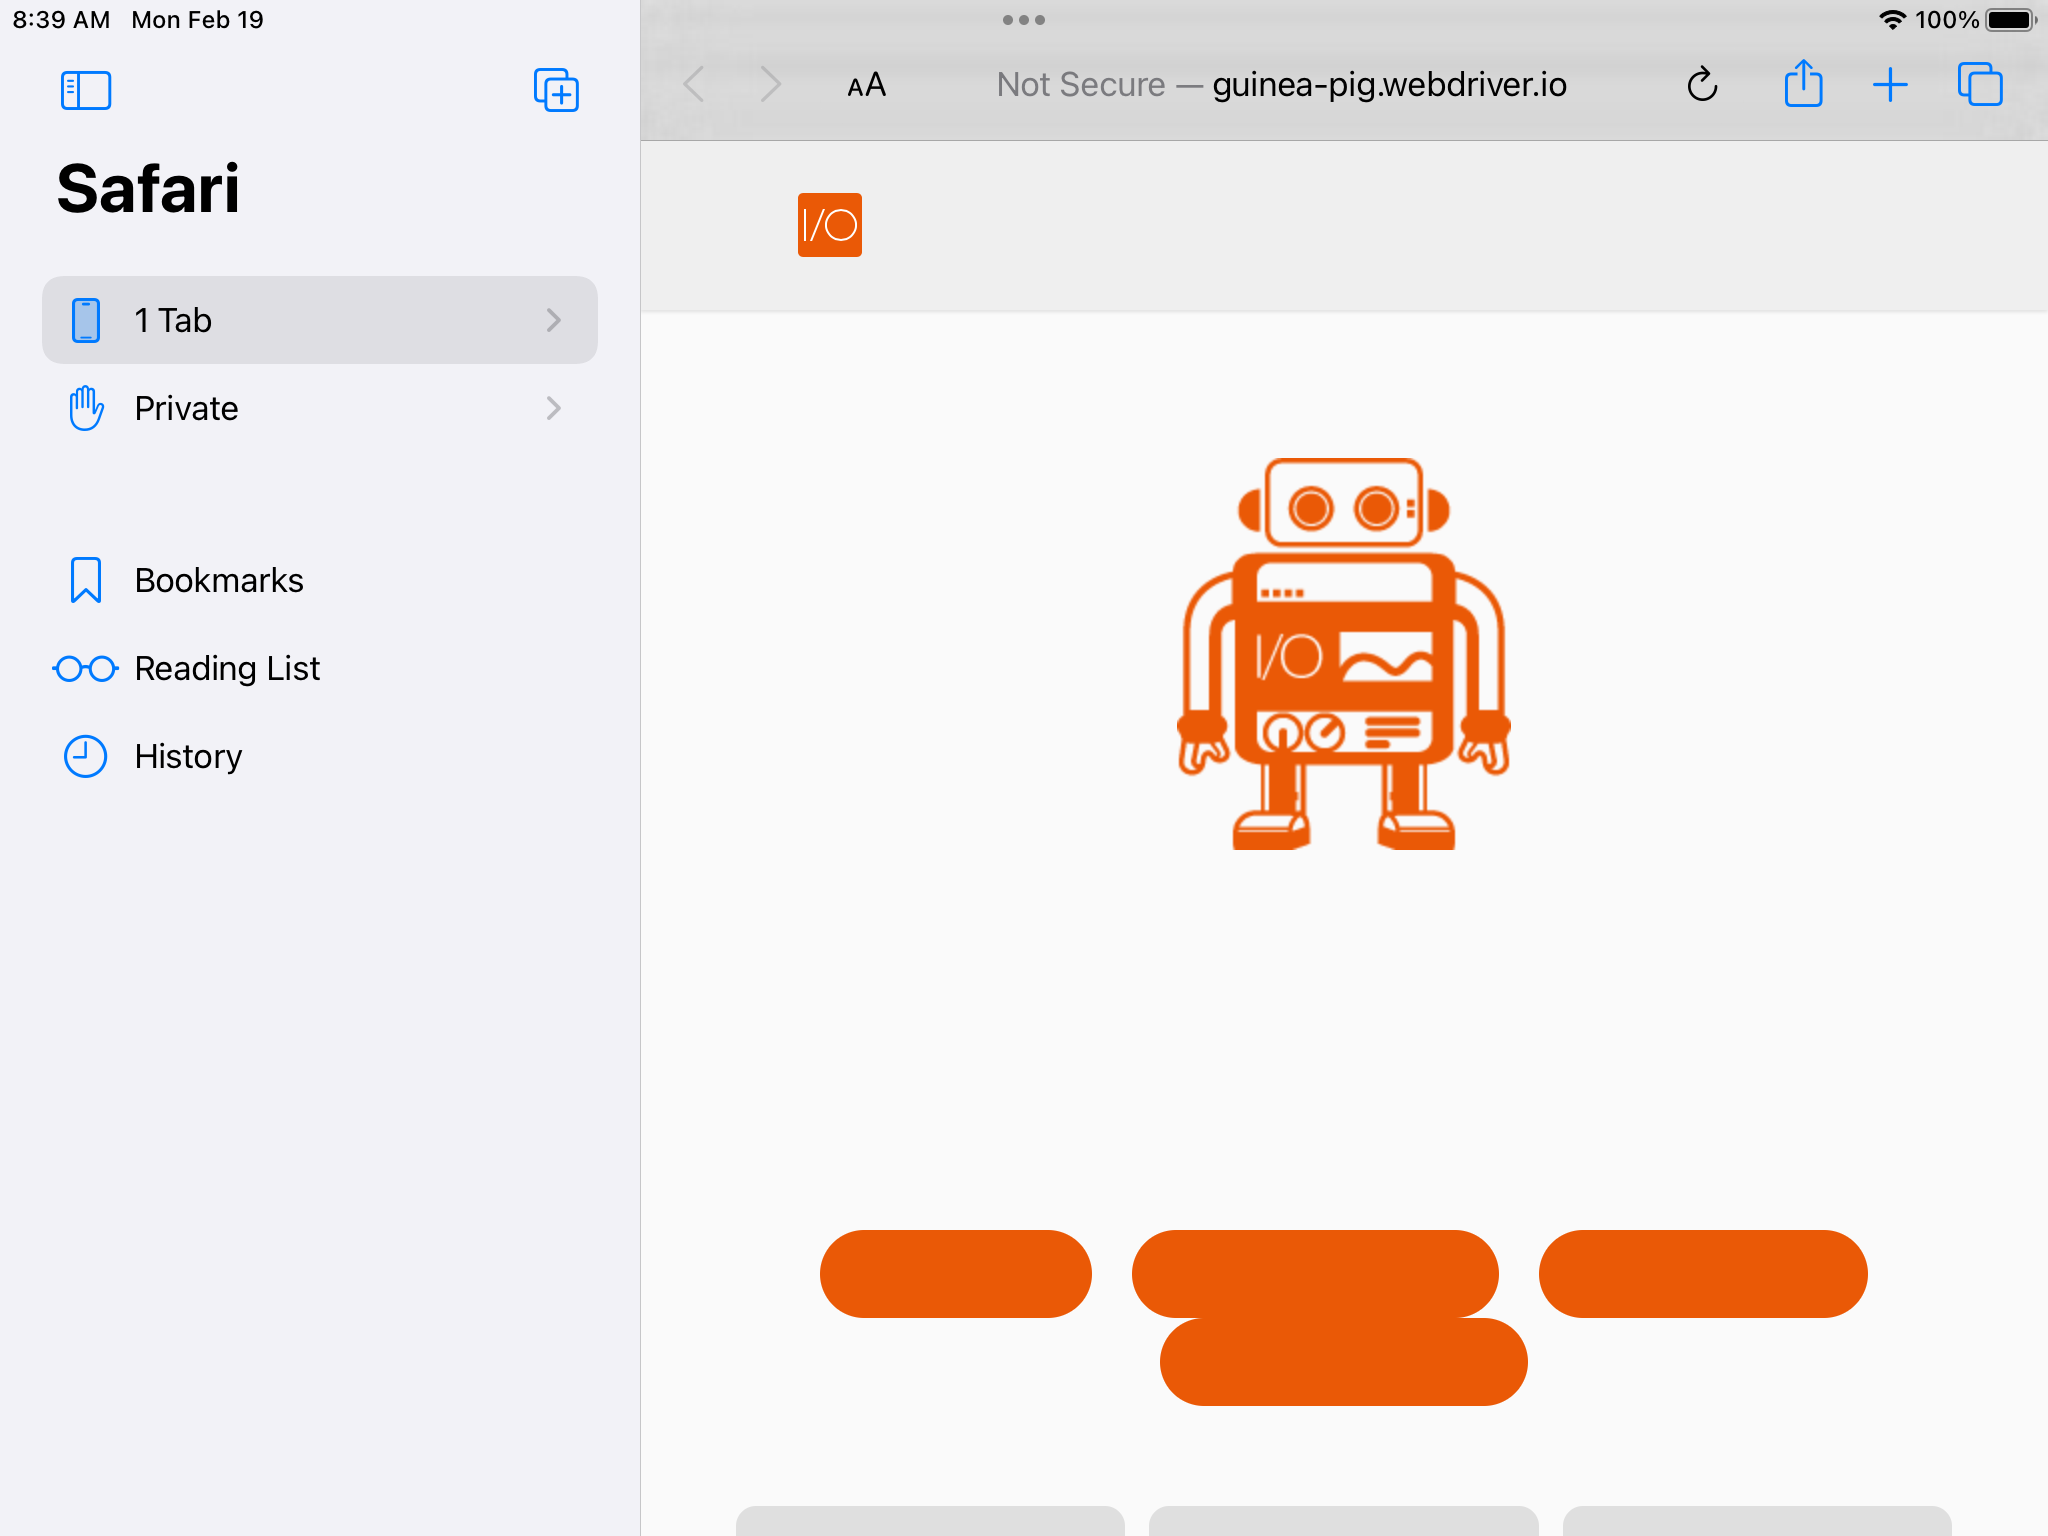 8:39 AM Mon Feb 19
100%
AA
Not Secure — guinea-pig.webdriver.io
Safari
1 Tab
Private
Bookmarks
Reading List
History
I/O
I/O